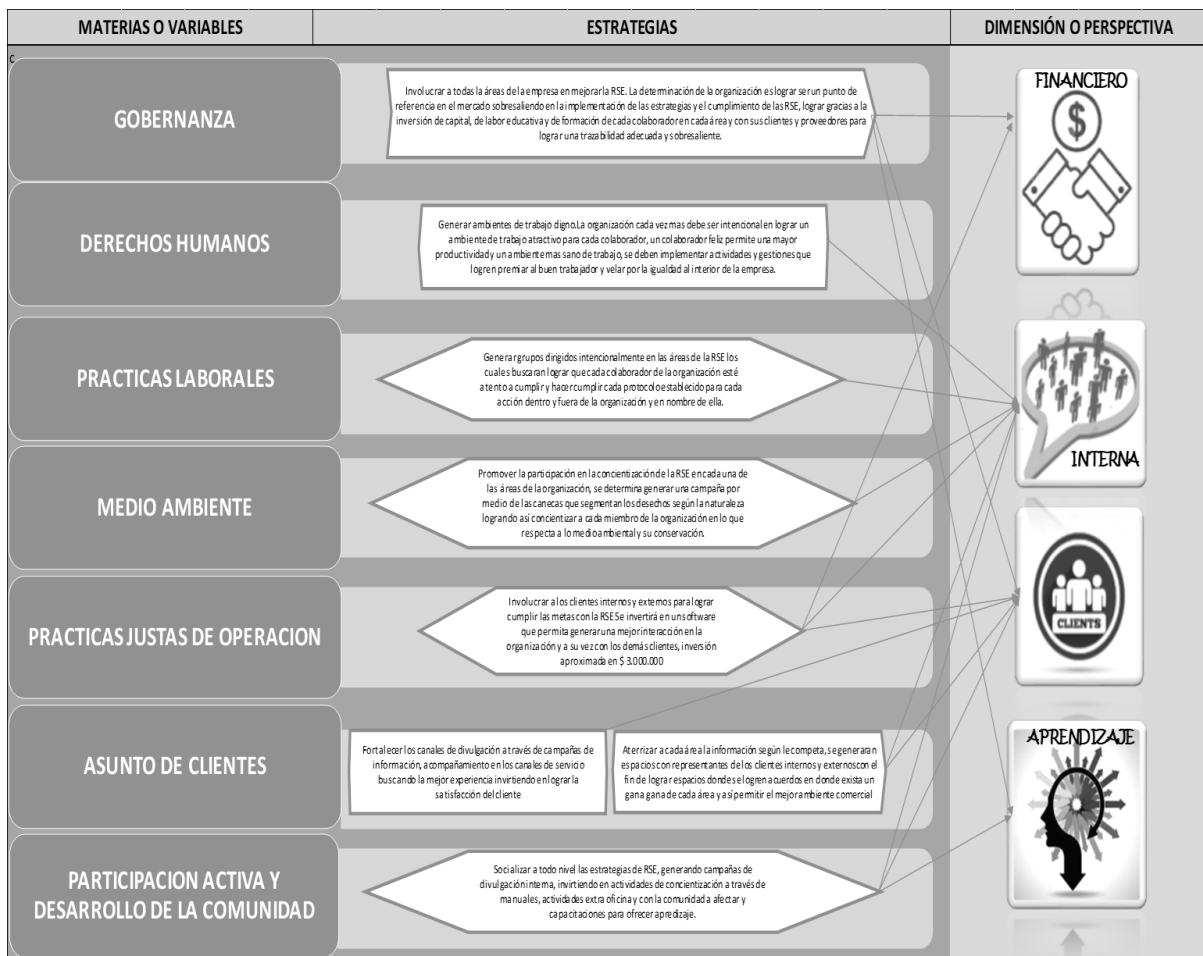 MATERIAS O VARIABLES
ESTRATEGIAS
DIMENSIÓN O PERSPECTIVA
C
GOBERNANZA
Involucrar a todas la áreas de la empresa en mejorar la RSE. La determinación de la organización es lograr ser un punto de
referencia en el mercado sobresaliendo en la implementación de las estrategias y el cumplimiento de las RSE, lograr gracias a la
inversión de capital, de labor educativa y de formación de cada colaborador en cada área y con sus clientes y proveedores para
lograr una trazabilidad adecuada y sobresaliente.
FINANCIERO
$
DERECHOS HUMANOS
Generar ambientes de trabajo digno.La organización cada vez mas debe ser intencional en lograr un
ambiente de trabajo atractivo para cada colaborador, un colaborador feliz permite una mayor
productividad y un ambiente mas sano de trabajo, se deben implementar actividades y gestiones que
logren premiar al buen trabajador y velar por la igualdad al interior de la empresa.
PRACTICAS LABORALES
Generar grupos dirigidos intencionalmente en las áreas de la RSE los
cuales buscaran lograr que cada colaborador de la organización esté
atento a cumplir y hacer cumplir cada protocolo establecido para cada
acción dentro y fuera de la organización y en nombre de ella.
INTERNA
MEDIO AMBIENTE
Promover la participación en la concientización de la RSE en cada una de
las áreas de la organización, se determina generar una campaña por
medio de las canecas que segmentan los desechos según la naturaleza
logrando así concientizar a cada miembro de la organización en lo que
respecta a lo medio ambiental y su conservación.
PRACTICAS JUSTAS DE OPERACION
Involucrar a los clientes internos y externos para lograr
cumplir las metas con la RSE Se invertirá en un software
que permita generar una mejor interacción en la
organización y a su vez con los demás clientes, inversión
aproximada en $ 3.000.000
CLIENTS
ASUNTO DE CLIENTES
Fortalecer los canales de divulgación a través de campañas de
información, acompañamiento en los canales de servicio
buscando la mejor experiencia invirtiendo en lograr la
satisfacción del cliente
Aterrizar a cada área la información según le competa, se generaran
espacios con representantes de los clientes internos y externos con el
fin de lograr espacios donde se logren acuerdos en donde exista un
gana gana de cada área y así permitir el mejor ambiente comercial
APRENDIZAJE
PARTICIPACION ACTIVA Y
DESARROLLO DE LA COMUNIDAD
Socializar a todo nivel las estrategias de RSE, generando campañas de
divulgación interna, invirtiendo en actividades de concientización a través de
manuales, actividades extra oficina y con la comunidad a afectar y
capacitaciones para ofrecer apredizaje.